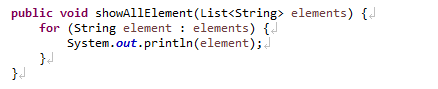 public void showAllElement(List<String> elements) {
    for (String element : elements) {
        System.out.println(element);
    }
}